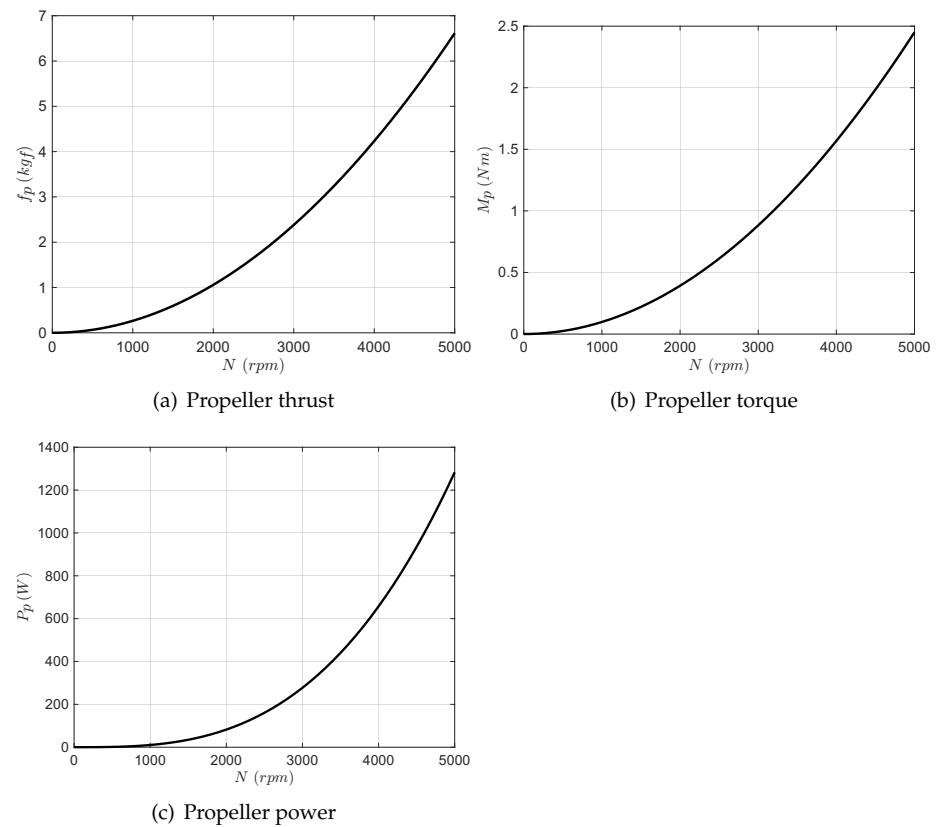 7
6
5
4
3
2
1
0
f_p (kgf)
0 1000 2000 3000 4000 5000
N (rpm)
(a) Propeller thrust
2.5
2
1.5
1
0.5
0
M_p (Nm)
0 1000 2000 3000 4000 5000
N (rpm)
(b) Propeller torque
1400
1200
1000
800
600
400
200
0
P_p (W)
0 1000 2000 3000 4000 5000
N (rpm)
(c) Propeller power